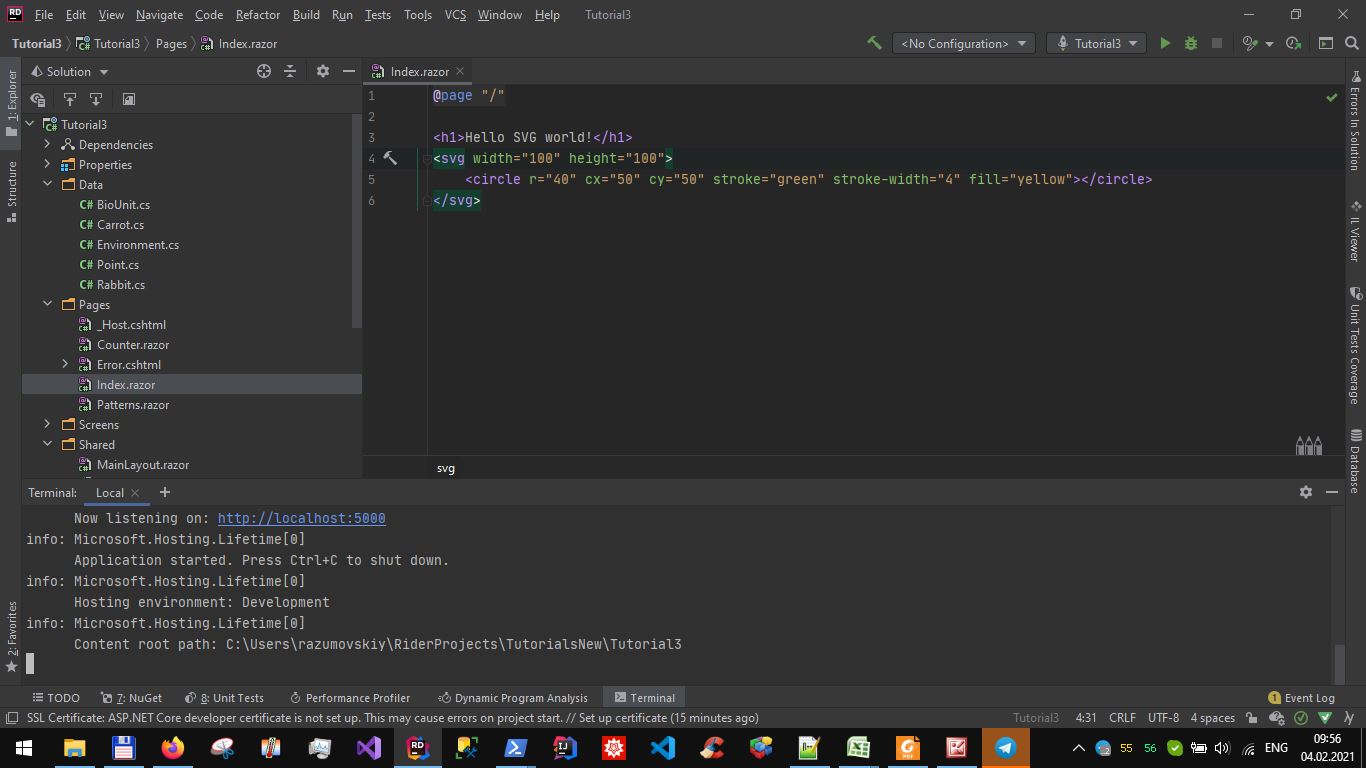 RD File Edit View Navigate Code Refactor Build Run Tests Tools VCS Window Help Tutorial3
Tutorial3 Tutorial3 Pages Index.razor <No Configuration> Tutorial3
1: Explorer
Structure
2: Favorites
Solution
Tutorial3
Dependencies
Properties
Data
C# BioUnit.cs
C# Carrot.cs
C# Environment.cs
C# Point.cs
C# Rabbit.cs
Pages
_Host.cshtml
Counter.razor
Error.cshtml
Index.razor
Patterns.razor
Screens
Shared
MainLayout.razor
Index.razor
1 @page "/"
2
3 <h1>Hello SVG world!</h1>
4 <svg width="100" height="100">
5 <circle r="40" cx="50" cy="50" stroke="green" stroke-width="4" fill="yellow"></circle>
6 </svg>
svg
Errors In Solution
IL Viewer
Unit Tests Coverage
Database
Terminal: Local
Now listening on: http://localhost:5000
info: Microsoft.Hosting.Lifetime[0]
Application started. Press Ctrl+C to shut down.
info: Microsoft.Hosting.Lifetime[0]
Hosting environment: Development
info: Microsoft.Hosting.Lifetime[0]
Content root path: C:\Users\razumovskiy\RiderProjects\TutorialsNew\Tutorial3
TODO 7: NuGet 8: Unit Tests Performance Profiler Dynamic Program Analysis Terminal 1 Event Log
SSL Certificate: ASP.NET Core developer certificate is not set up. This may cause errors on project start. // Set up certificate (15 minutes ago) Tutorial3 4:31 CRLF UTF-8 4 spaces
RD IJ PDF 55 56 ENG 09:56
04.02.2021